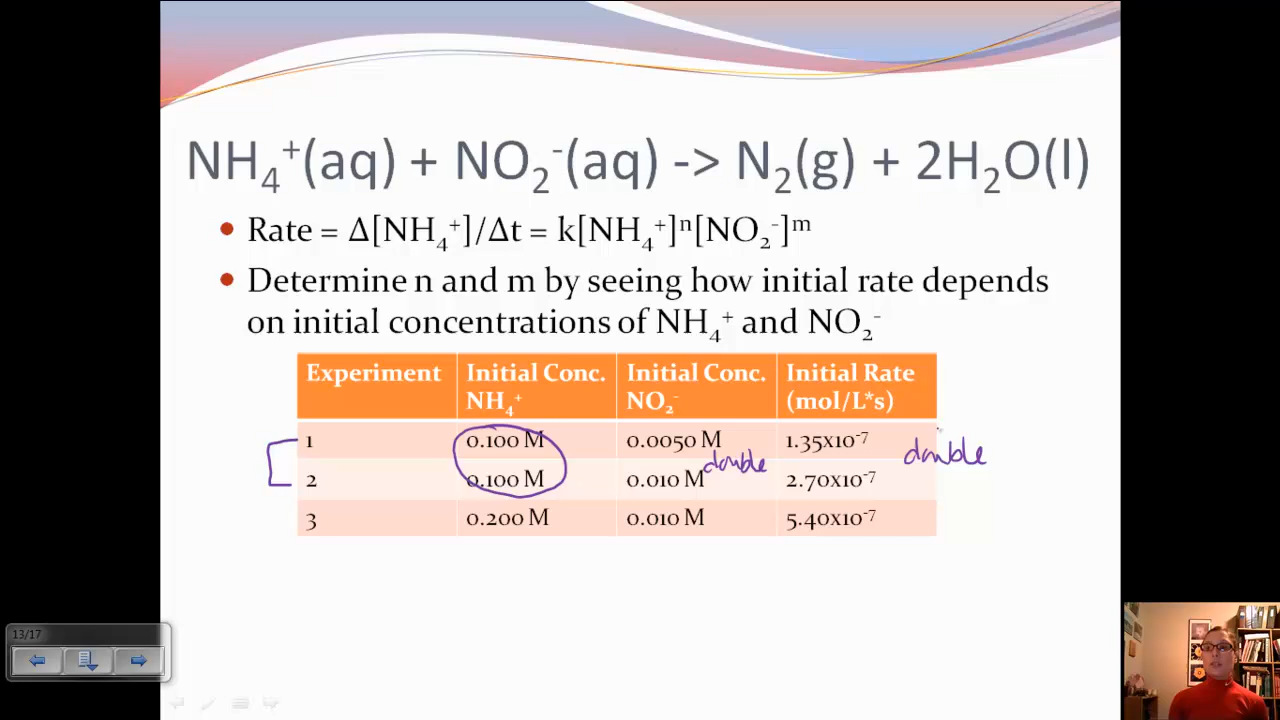 NH₄⁺(aq) + NO₂⁻(aq) -> N₂(g) + 2H₂O(l)
• Rate = Δ[NH₄⁺]/Δt = k[NH₄⁺]ⁿ[NO₂⁻]ᵐ
• Determine n and m by seeing how initial rate depends
on initial concentrations of NH₄⁺ and NO₂⁻
Experiment Initial Conc. NH₄⁺ Initial Conc. NO₂⁻ Initial Rate (mol/L*s)
1 0.100 M 0.0050 M 1.35x10⁻⁷
double double
2 0.100 M 0.010 M 2.70x10⁻⁷
3 0.200 M 0.010 M 5.40x10⁻⁷
13/17